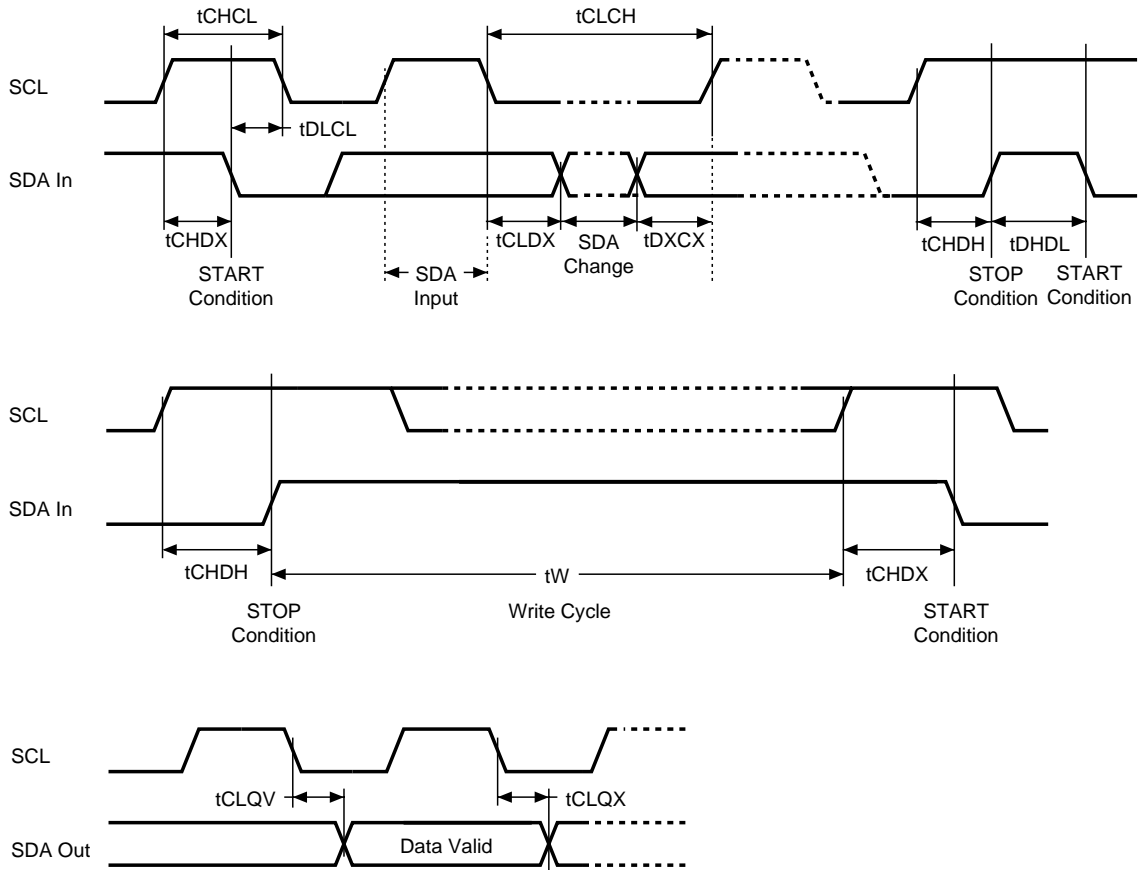 tCHCL
tCLCH
SCL
tDLCL
SDA In
tCHDX
tCLDX
SDA
Change
tDXCX
tCHDH
tDHDL
START
Condition
SDA
Input
STOP
Condition
START
Condition
SCL
SDA In
tCHDH
tW
tCHDX
STOP
Condition
Write Cycle
START
Condition
SCL
tCLQV
tCLQX
SDA Out
Data Valid